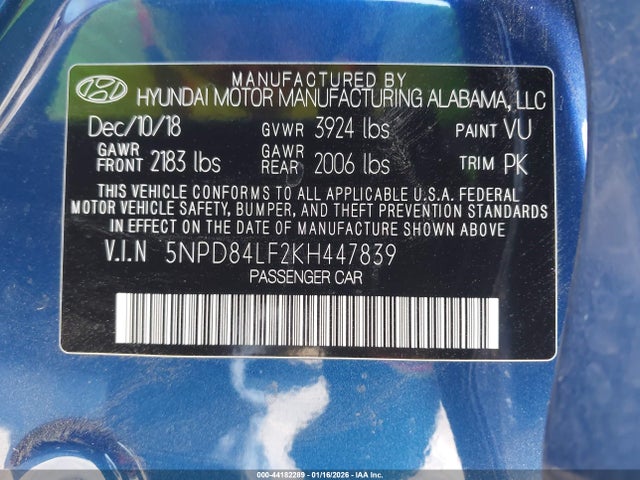 MANUFACTURED BY
HYUNDAI MOTOR MANUFACTURING ALABAMA, LLC
Dec/10/18 GVWR 3924 lbs PAINT VU
GAWR FRONT 2183 lbs GAWR REAR 2006 lbs TRIM PK
THIS VEHICLE CONFORMS TO ALL APPLICABLE U.S.A. FEDERAL
MOTOR VEHICLE SAFETY, BUMPER, AND THEFT PREVENTION STANDARDS
IN EFFECT ON THE DATE OF MANUFACTURE SHOWN ABOVE
V.I.N 5NPD84LF2KH447839
PASSENGER CAR
000-44182289 - 01/16/2026 - IAA Inc.